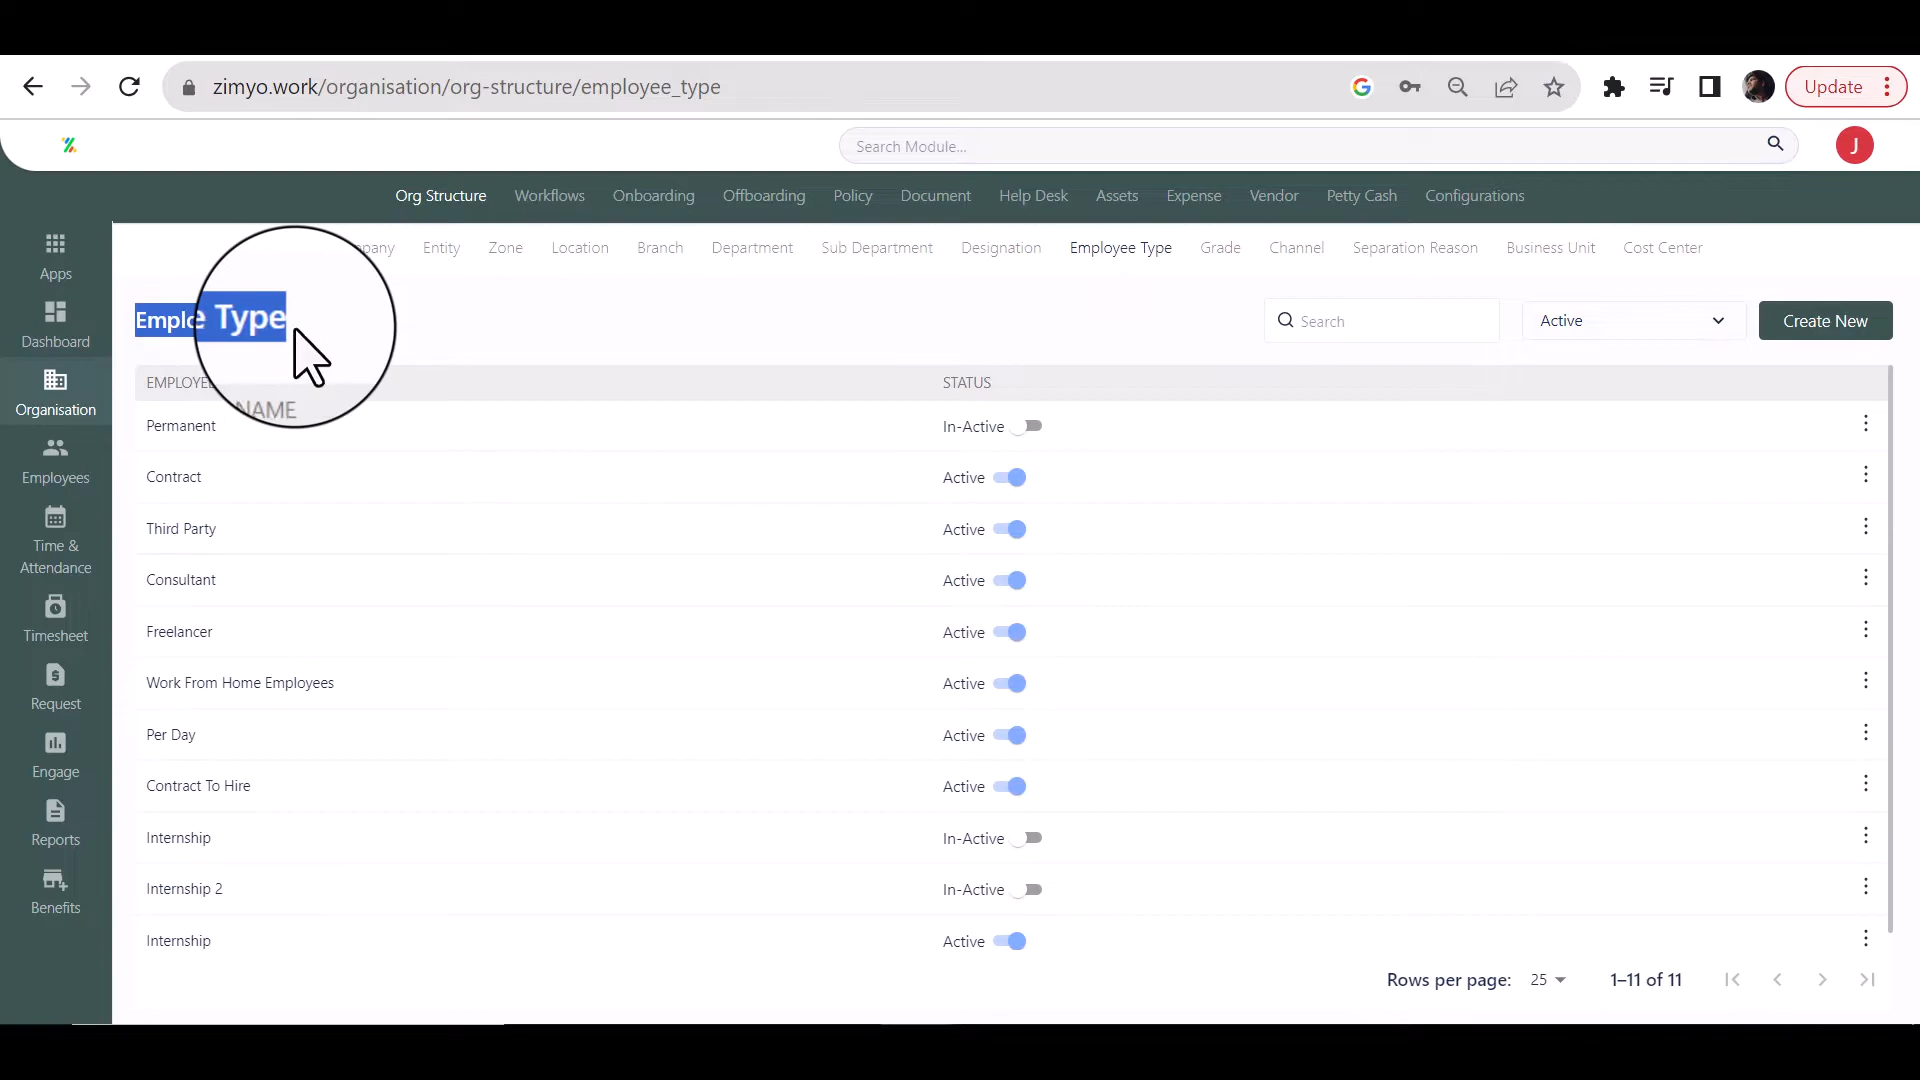 zimyo.work/organisation/org-structure/employee_type
Update
Search Module...
J
Org Structure Workflows Onboarding Offboarding Policy Document Help Desk Assets Expense Vendor Petty Cash Configurations
Apps
Dashboard
Organisation
Employees
Time &
Attendance
Timesheet
Request
Engage
Reports
Benefits
pany Entity Zone Location Branch Department Sub Department Designation Employee Type Grade Channel Separation Reason Business Unit Cost Center
Emploe Type
Search
Active
Create New
EMPLOYEE NAME STATUS
Permanent In-Active
Contract Active
Third Party Active
Consultant Active
Freelancer Active
Work From Home Employees Active
Per Day Active
Contract To Hire Active
Internship In-Active
Internship 2 In-Active
Internship Active
Rows per page: 25 1–11 of 11